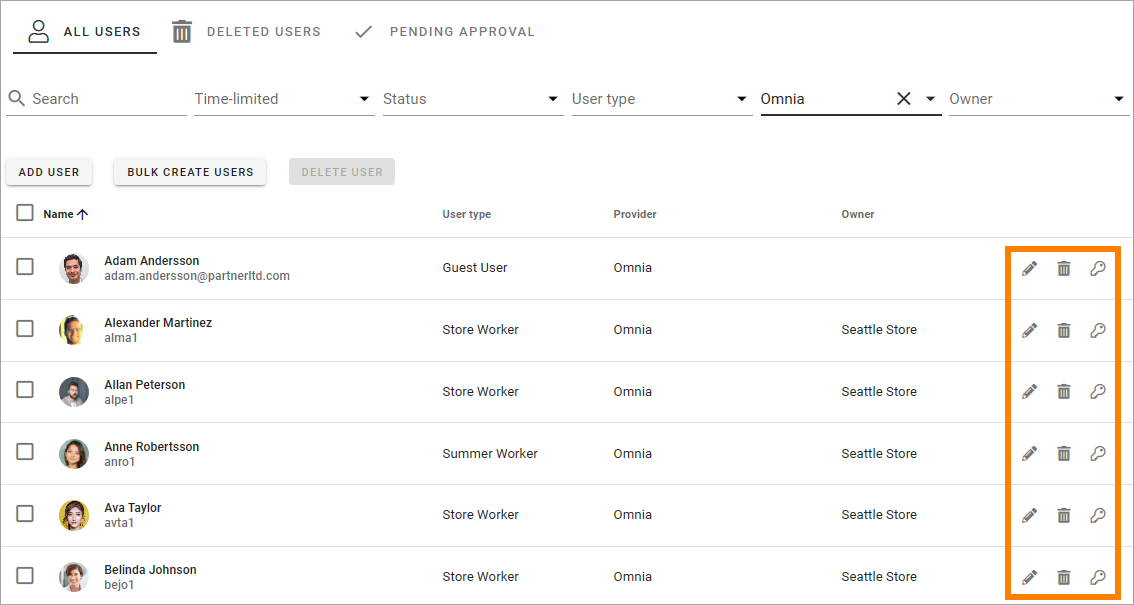 ALL USERS DELETED USERS PENDING APPROVAL
Search Time-limited Status User type Omnia Owner
ADD USER BULK CREATE USERS DELETE USER
Name User type Provider Owner
Adam Andersson
adam.andersson@partnerltd.com Guest User Omnia
Alexander Martinez
alma1 Store Worker Omnia Seattle Store
Allan Peterson
alpe1 Store Worker Omnia Seattle Store
Anne Robertsson
anro1 Summer Worker Omnia Seattle Store
Ava Taylor
avta1 Store Worker Omnia Seattle Store
Belinda Johnson
bejo1 Store Worker Omnia Seattle Store